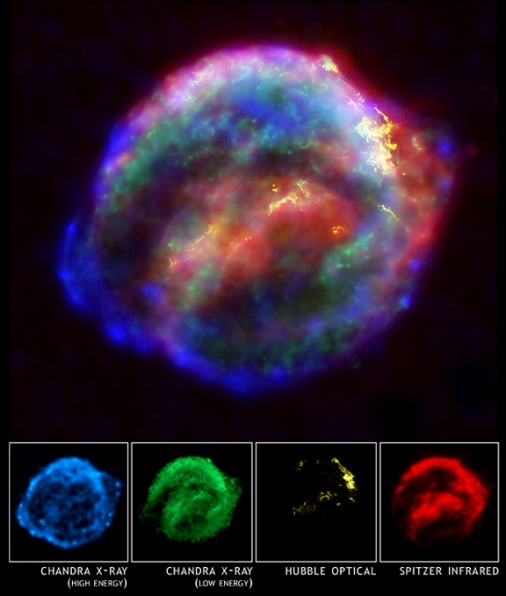 CHANDRA X-RAY
(HIGH ENERGY)
CHANDRA X-RAY
(LOW ENERGY)
HUBBLE OPTICAL
SPITZER INFRARED